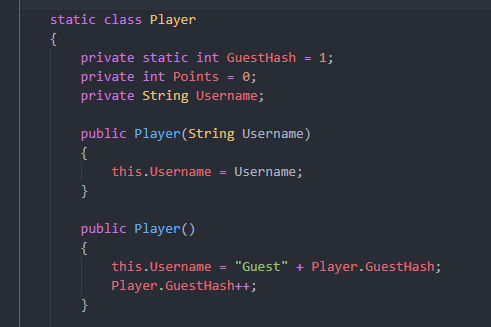 static class Player
{
private static int GuestHash = 1;
private int Points = 0;
private String Username;
public Player(String Username)
{
this.Username = Username;
}
public Player()
{
this.Username = "Guest" + Player.GuestHash;
Player.GuestHash++;
}